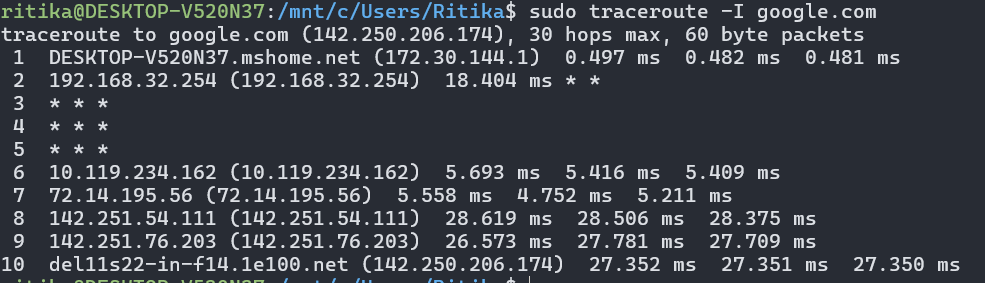 ritika@DESKTOP-V520N37:/mnt/c/Users/Ritika$ sudo traceroute -I google.com
traceroute to google.com (142.250.206.174), 30 hops max, 60 byte packets
 1  DESKTOP-V520N37.mshome.net (172.30.144.1)  0.497 ms  0.482 ms  0.481 ms
 2  192.168.32.254 (192.168.32.254)  18.404 ms * *
 3  * * *
 4  * * *
 5  * * *
 6  10.119.234.162 (10.119.234.162)  5.693 ms  5.416 ms  5.409 ms
 7  72.14.195.56 (72.14.195.56)  5.558 ms  4.752 ms  5.211 ms
 8  142.251.54.111 (142.251.54.111)  28.619 ms  28.506 ms  28.375 ms
 9  142.251.76.203 (142.251.76.203)  26.573 ms  27.781 ms  27.709 ms
10  del11s22-in-f14.1e100.net (142.250.206.174)  27.352 ms  27.351 ms  27.350 ms
ritika@DESKTOP-V520N37:/mnt/c/Users/Ritika$